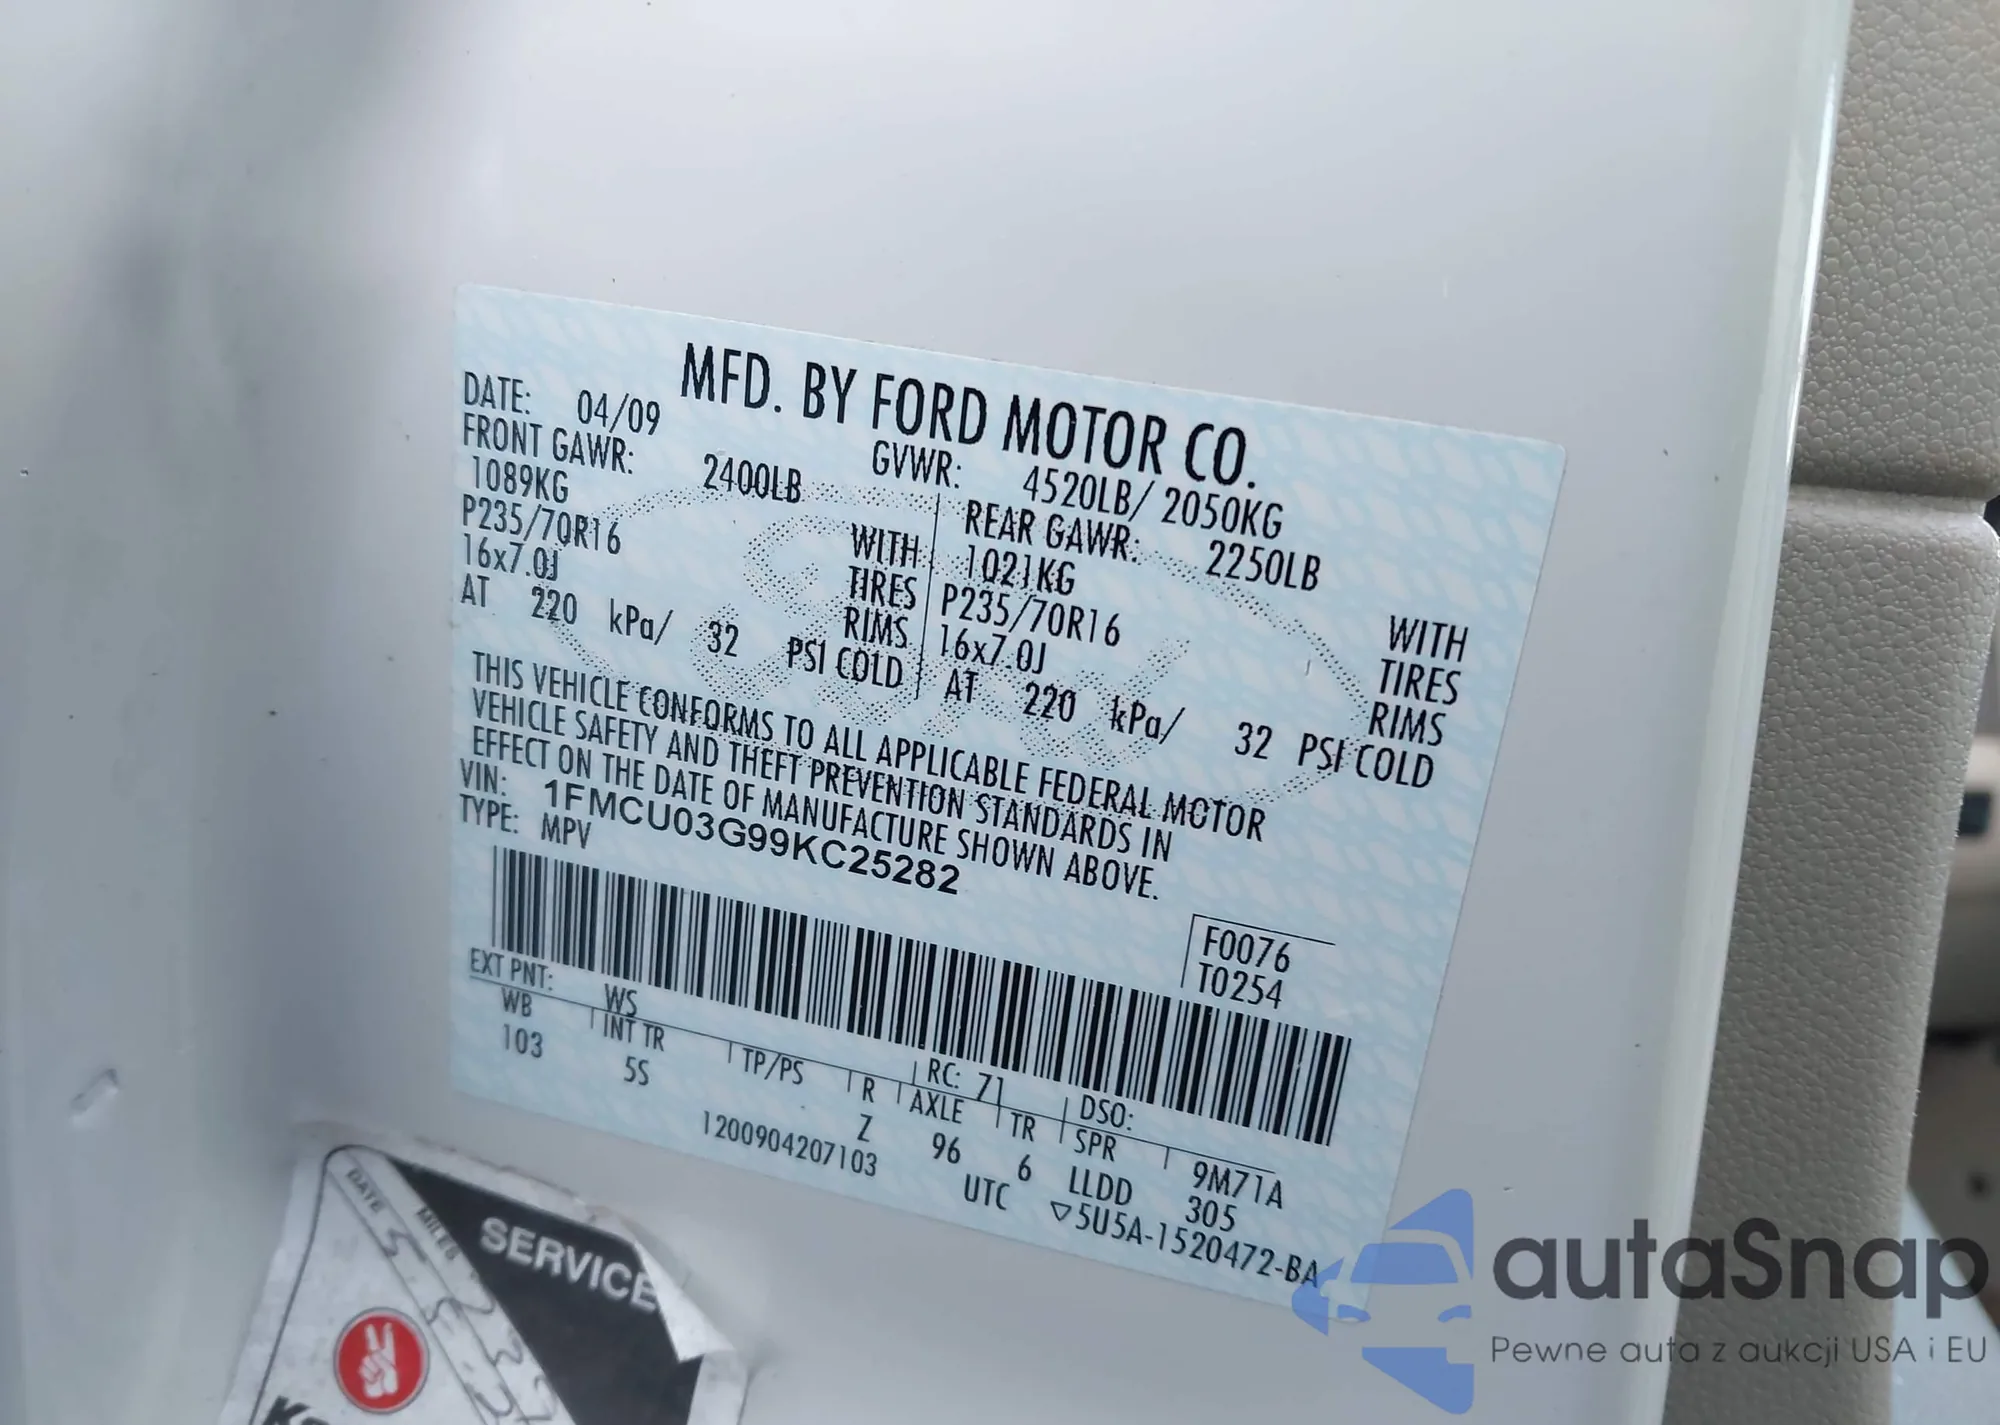 MFD. BY FORD MOTOR CO.
DATE: 04/09 GVWR: 4520LB/ 2050KG
FRONT GAWR: 2400LB REAR GAWR: 2250LB
1089KG WITH 1021KG WITH
P235/70R16 TIRES P235/70R16 TIRES
16x7.0J RIMS 16x7.0J RIMS
AT 220 kPa/ 32 PSI COLD AT 220 kPa/ 32 PSI COLD
THIS VEHICLE CONFORMS TO ALL APPLICABLE FEDERAL MOTOR
VEHICLE SAFETY AND THEFT PREVENTION STANDARDS IN
EFFECT ON THE DATE OF MANUFACTURE SHOWN ABOVE.
VIN: 1FMCU03G99KC25282
TYPE: MPV
F0076
T0254
EXT PNT: WS RC: 71 DSO:
WB INT TR TP/PS R AXLE TR SPR 9M71A
103 5S Z 96 6 LLDD 305
1200904207103 UTC ▽5U5A-1520472-BA
SERVICE
DATE
MILES
autaSnap
Pewne auta z aukcji USA i EU